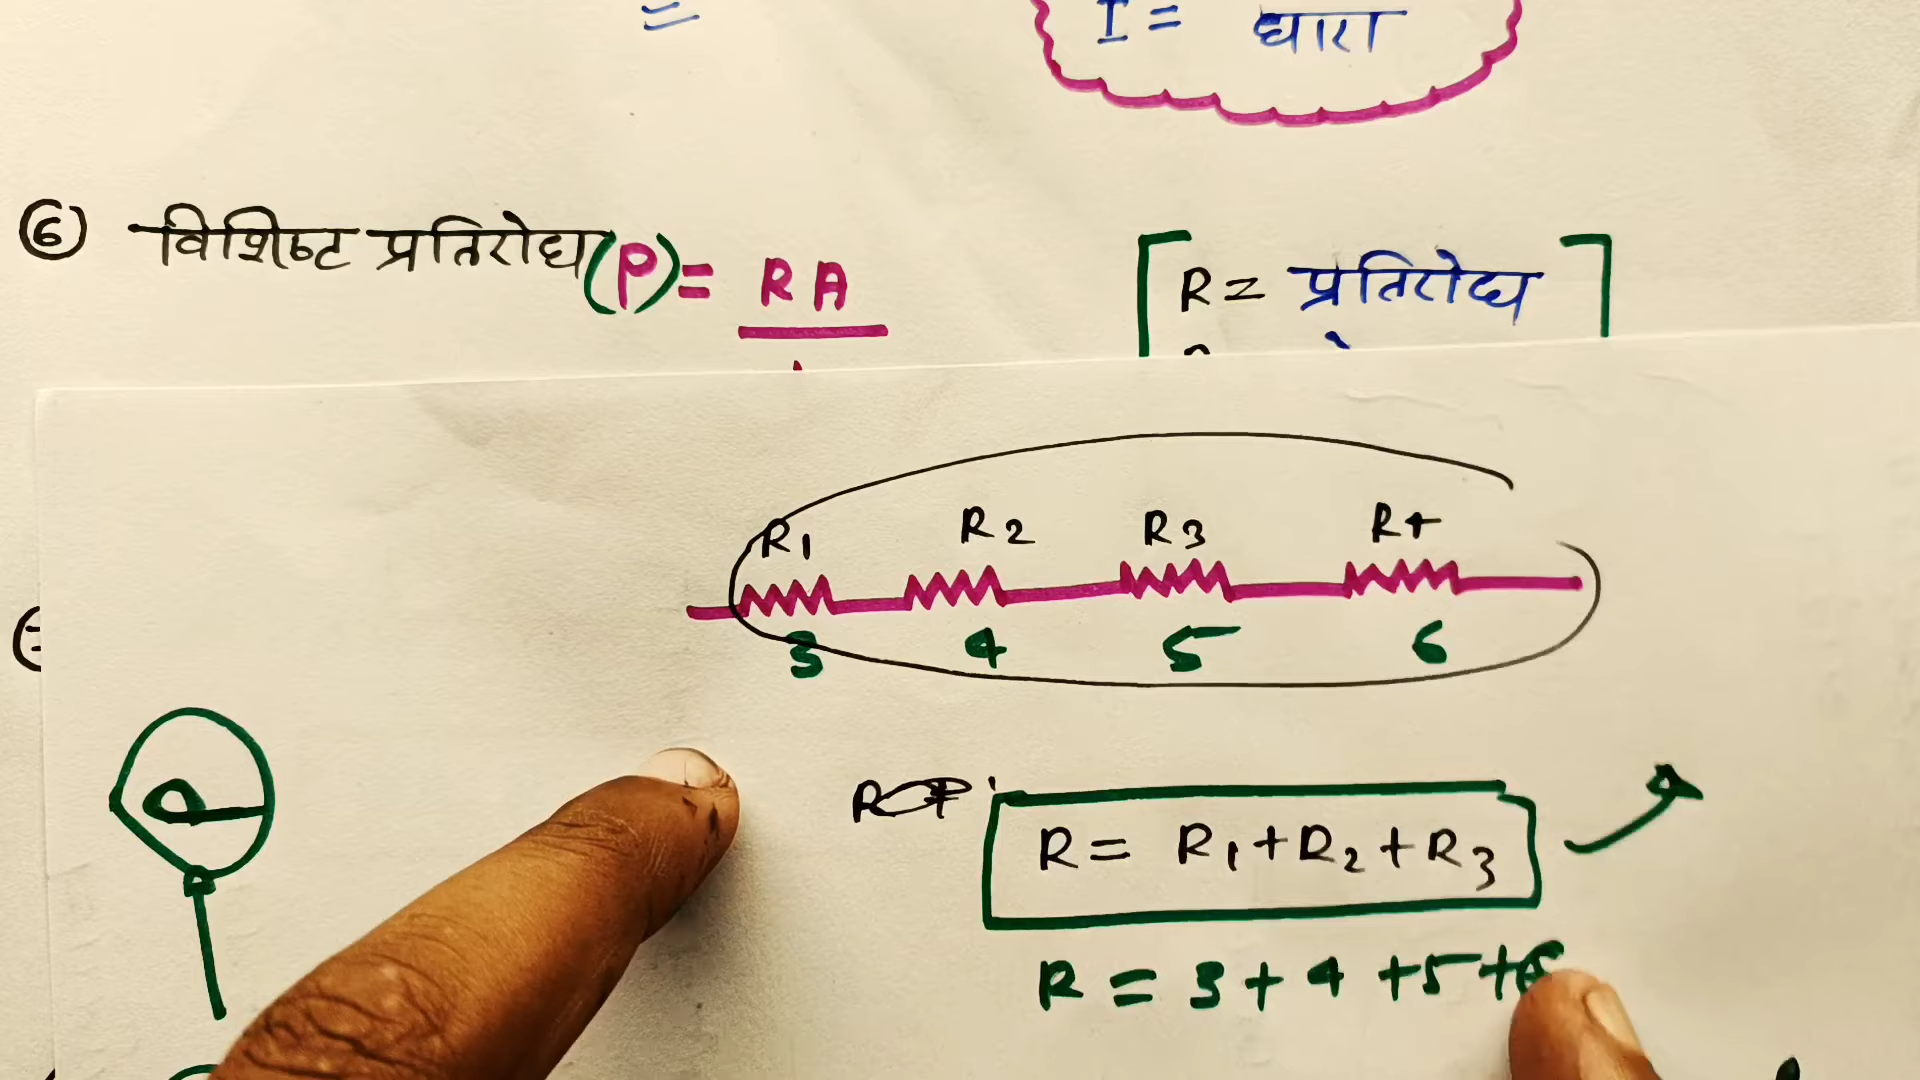 I = धारा
⑥ विशिष्ट प्रतिरोध (P) = RA
R = प्रतिरोध
R1 R2 R3 R4
3 4 5 6
R = R1 + R2 + R3
R = 3 + 4 + 5 + 6